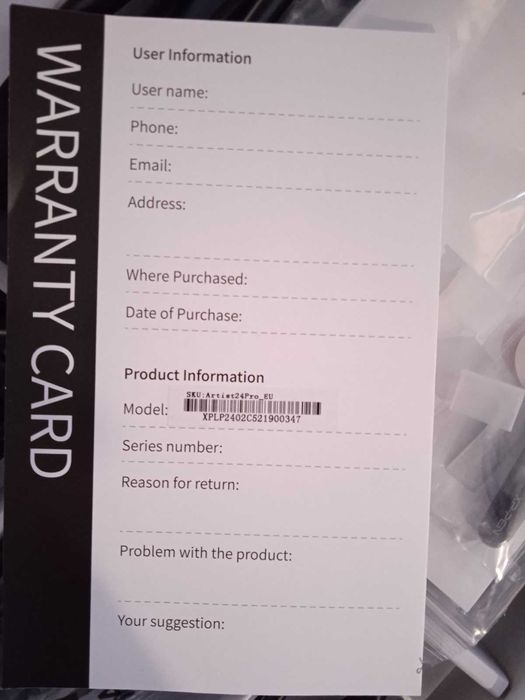 WARRANTY CARD
User Information
User name:
Phone:
Email:
Address:
Where Purchased:
Date of Purchase:
Product Information
Model:
SKU:Artist24Pro_EU
XPLP2402C521900347
Series number:
Reason for return:
Problem with the product:
Your suggestion: